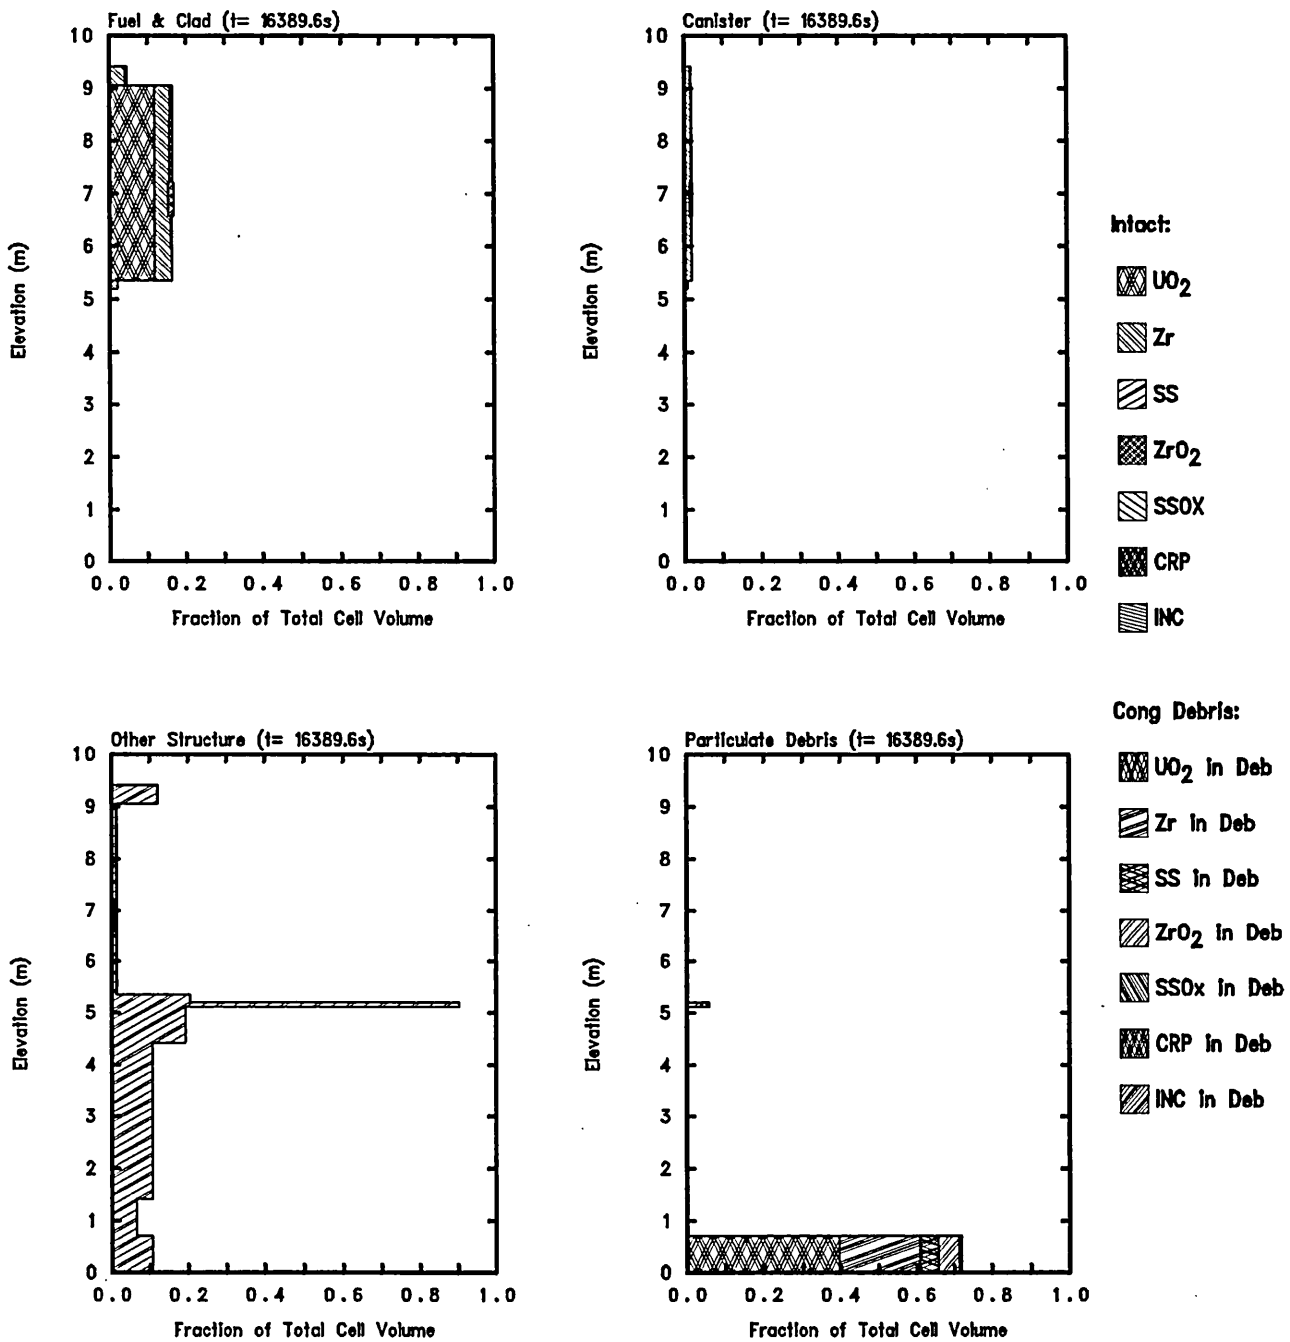 Fuel & Clad (t= 16389.6s)
10
9
8
7
6
5
4
3
2
1
0
Elevation (m)
0.0 0.2 0.4 0.6 0.8 1.0
Fraction of Total Cell Volume
Canister (t= 16389.6s)
10
9
8
7
6
5
4
3
2
1
0
Elevation (m)
0.0 0.2 0.4 0.6 0.8 1.0
Fraction of Total Cell Volume
Intact:
UO2
Zr
SS
ZrO2
SSOX
CRP
INC
Other Structure (t= 16389.6s)
10
9
8
7
6
5
4
3
2
1
0
Elevation (m)
0.0 0.2 0.4 0.6 0.8 1.0
Fraction of Total Cell Volume
Particulate Debris (t= 16389.6s)
10
9
8
7
6
5
4
3
2
1
0
Elevation (m)
0.0 0.2 0.4 0.6 0.8 1.0
Fraction of Total Cell Volume
Cong Debris:
UO2 in Deb
Zr in Deb
SS in Deb
ZrO2 in Deb
SSOx in Deb
CRP in Deb
INC in Deb